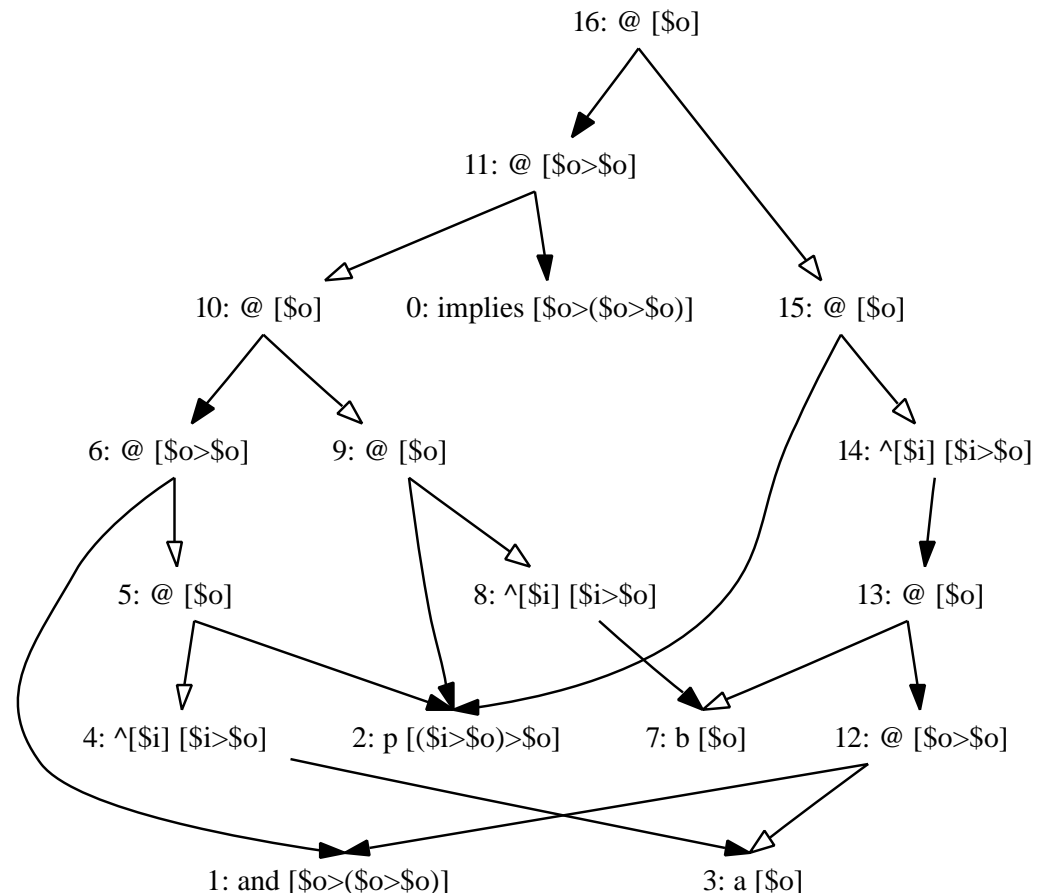 16: @ [$o]
11: @ [$o>$o]
10: @ [$o]
0: implies [$o>($o>$o)]
15: @ [$o]
6: @ [$o>$o]
9: @ [$o]
14: ^[$i] [$i>$o]
5: @ [$o]
8: ^[$i] [$i>$o]
13: @ [$o]
4: ^[$i] [$i>$o]
2: p [($i>$o)>$o]
7: b [$o]
12: @ [$o>$o]
1: and [$o>($o>$o)]
3: a [$o]